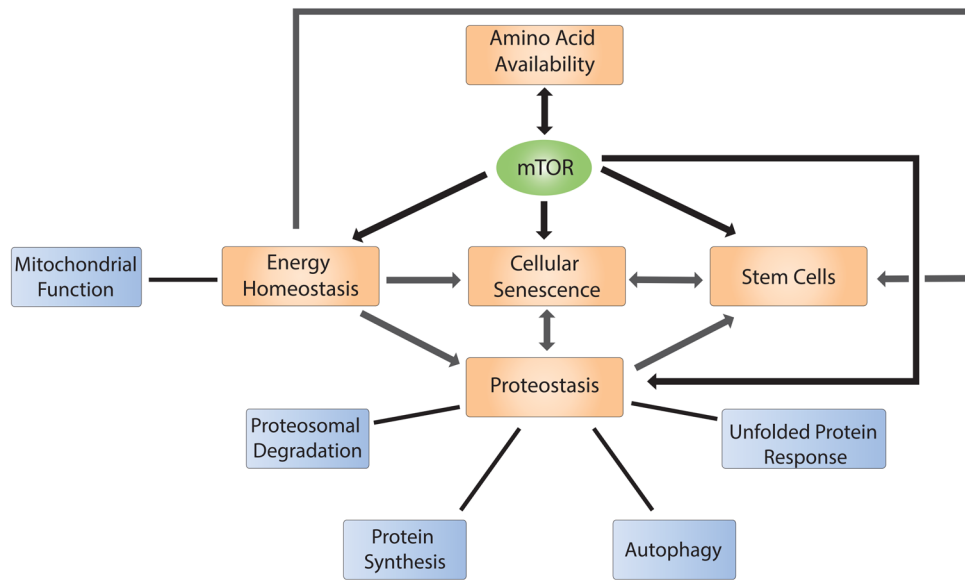 Amino Acid
Availability
mTOR
Mitochondrial
Function
Energy
Homeostasis
Cellular
Senescence
Stem Cells
Proteostasis
Proteosomal
Degradation
Unfolded Protein
Response
Protein
Synthesis
Autophagy